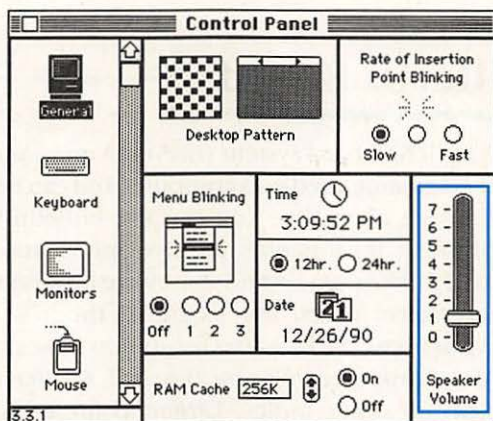 Control Panel
General
Keyboard
Monitors
Mouse
3.3.1
Desktop Pattern
Rate of Insertion
Point Blinking
Slow Fast
Menu Blinking
Off 1 2 3
Time
3:09:52 PM
12hr. 24hr.
Date
21
12/26/90
RAM Cache 256K
On
Off
7
6
5
4
3
2
1
0
Speaker
Volume